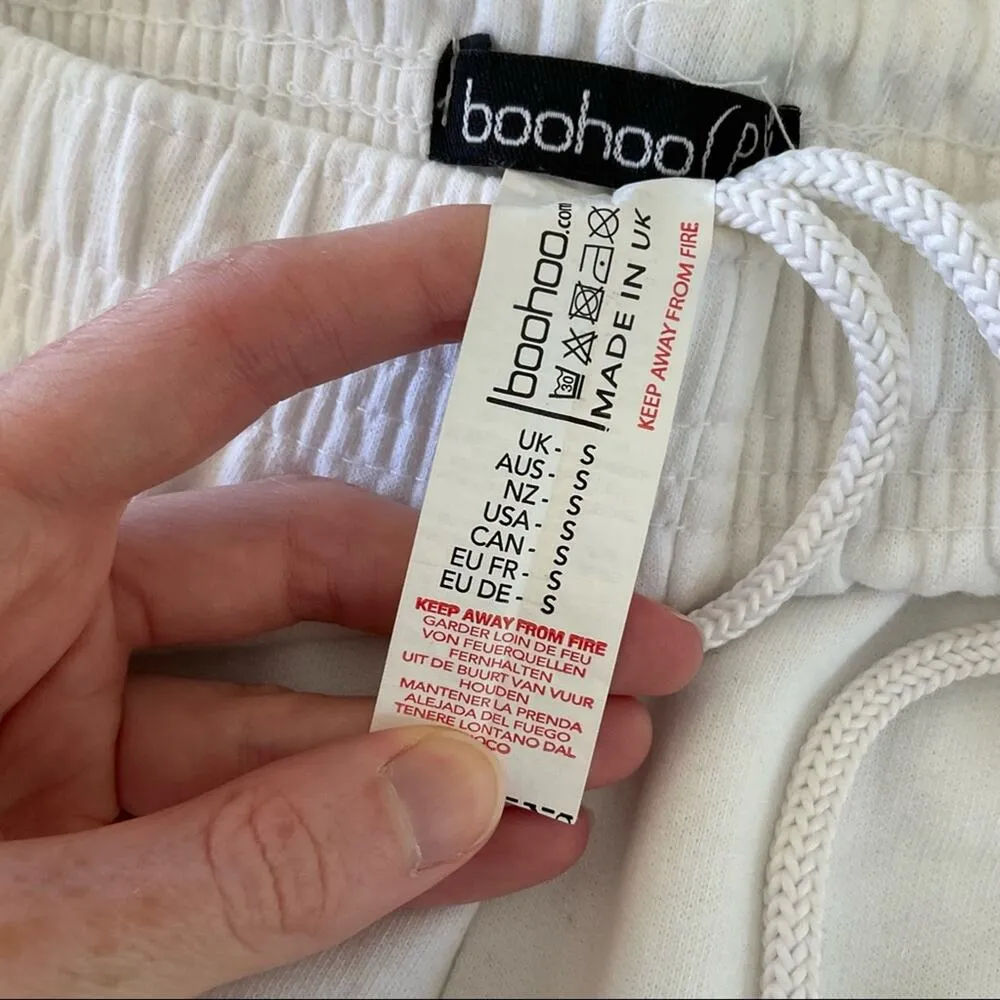 boohoo
boohoo.com
30
MADE IN UK
KEEP AWAY FROM FIRE
UK - S
AUS - S
NZ - S
USA - S
CAN - S
EU FR - S
EU DE - S
KEEP AWAY FROM FIRE
GARDER LOIN DE FEU
VON FEUERQUELLEN
FERNHALTEN
UIT DE BUURT VAN VUUR
HOUDEN
MANTENER LA PRENDA
ALEJADA DEL FUEGO
TENERE LONTANO DAL